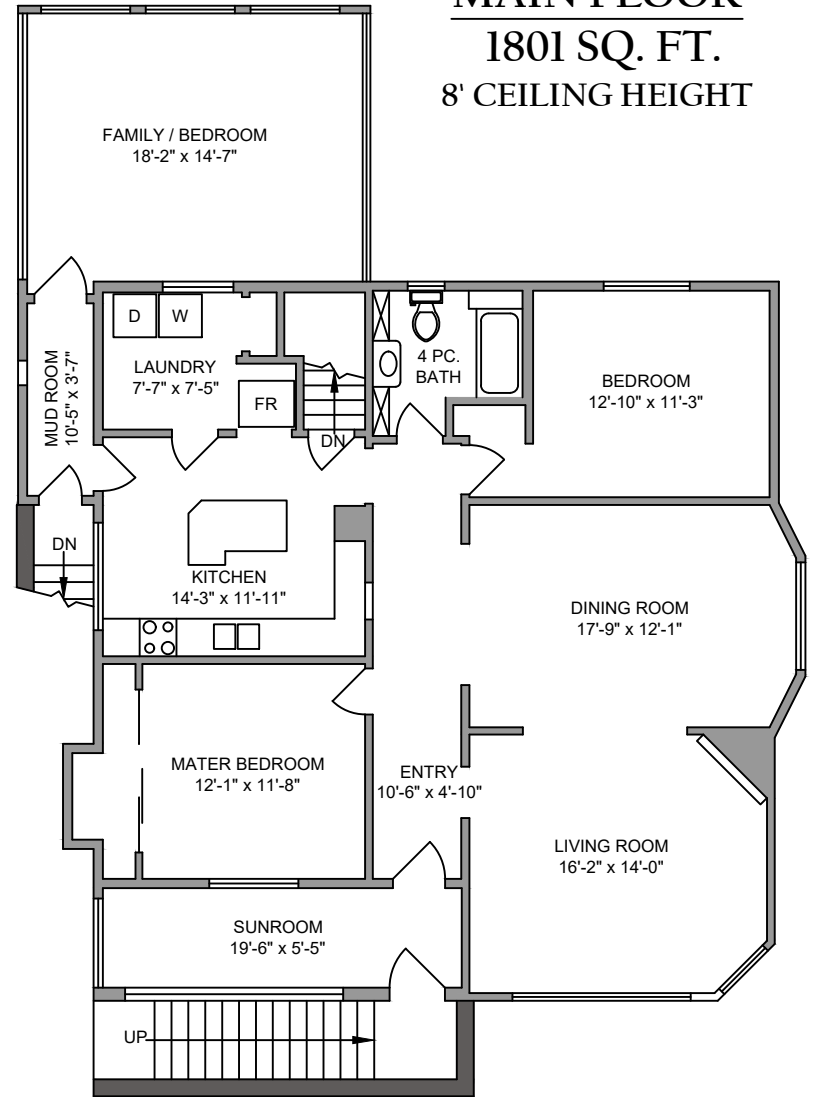 MAIN FLOOR
1801 SQ. FT.
8' CEILING HEIGHT
FAMILY / BEDROOM
18'-2" x 14'-7"
D
W
LAUNDRY
7'-7" x 7'-5"
MUD ROOM
10'-5" x 3'-7"
FR
DN
4 PC.
BATH
BEDROOM
12'-10" x 11'-3"
DN
KITCHEN
14'-3" x 11'-11"
DINING ROOM
17'-9" x 12'-1"
MATER BEDROOM
12'-1" x 11'-8"
ENTRY
10'-6" x 4'-10"
LIVING ROOM
16'-2" x 14'-0"
SUNROOM
19'-6" x 5'-5"
UP